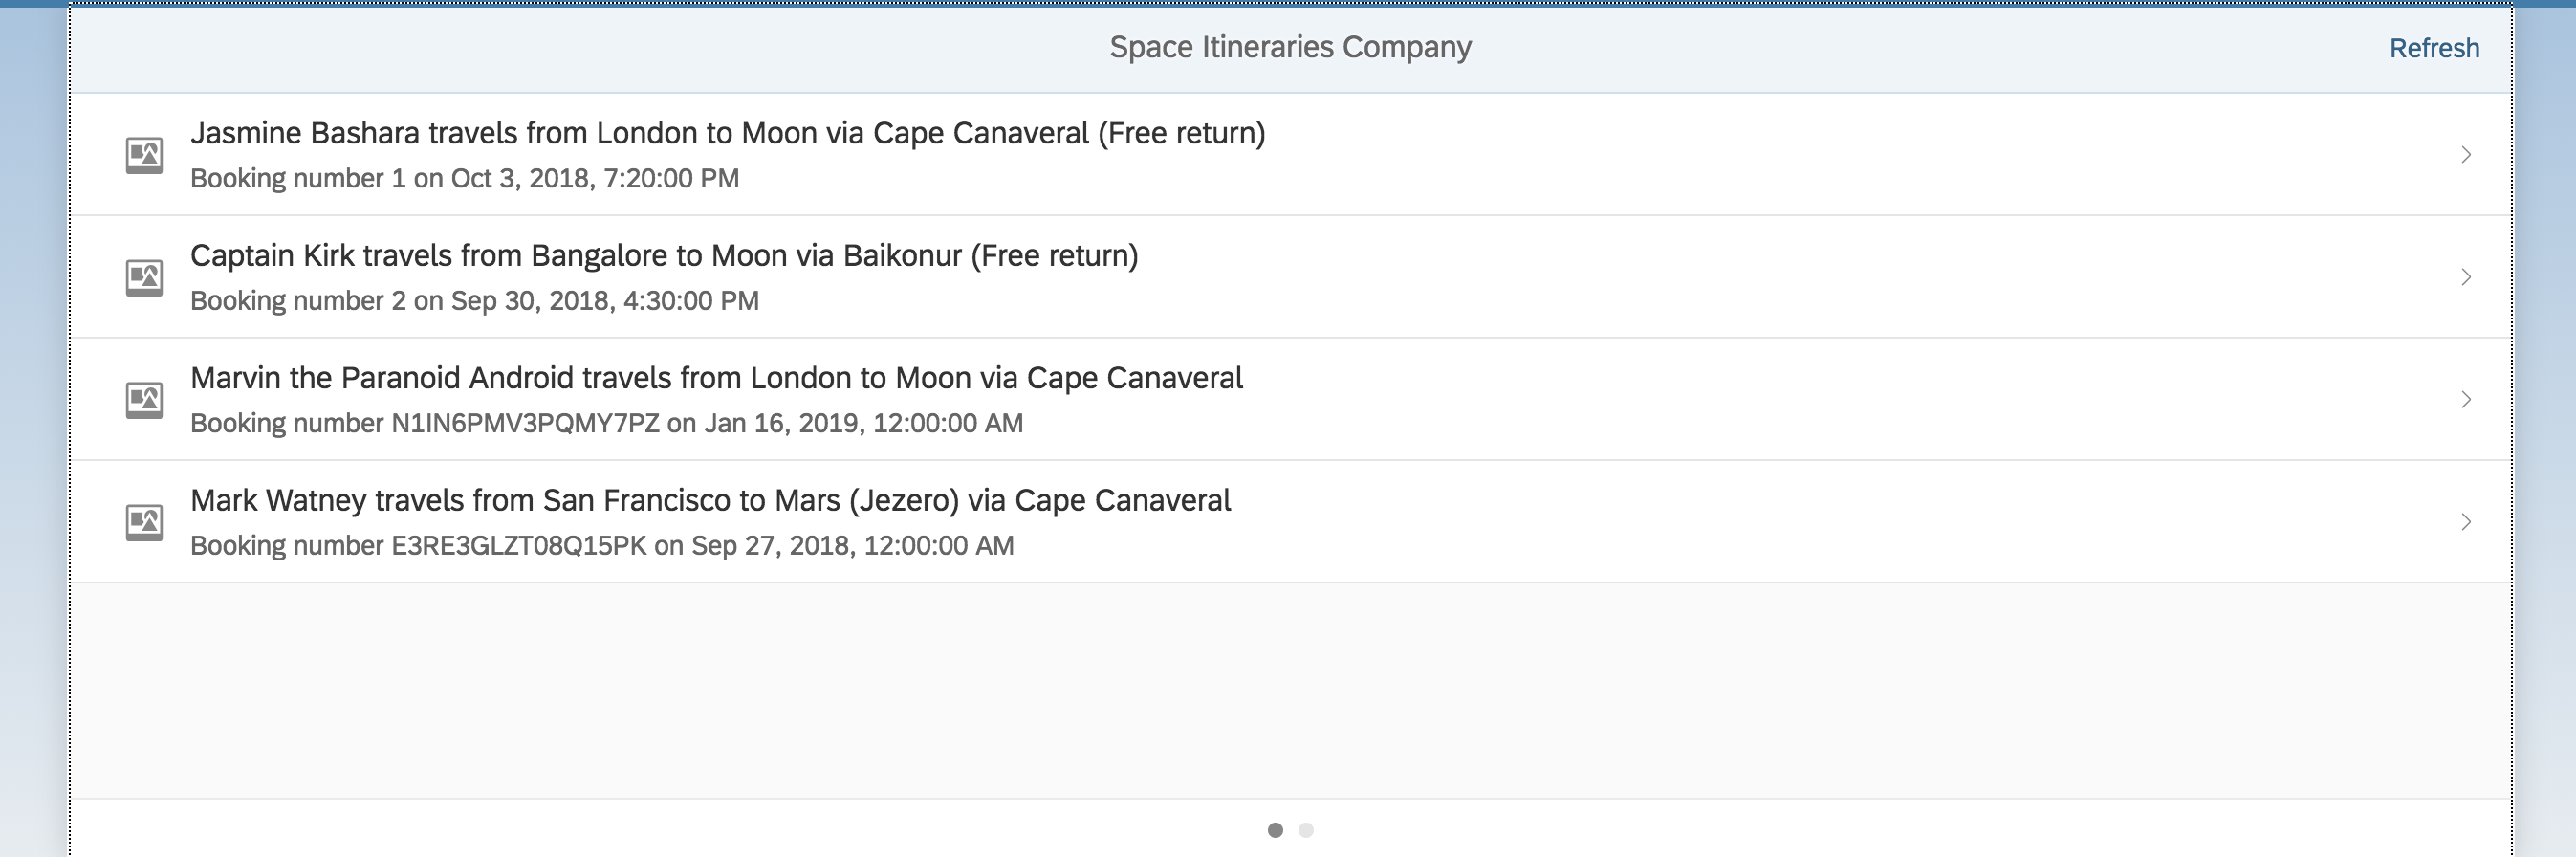 Space Itineraries Company
Refresh
Jasmine Bashara travels from London to Moon via Cape Canaveral (Free return)
Booking number 1 on Oct 3, 2018, 7:20:00 PM
Captain Kirk travels from Bangalore to Moon via Baikonur (Free return)
Booking number 2 on Sep 30, 2018, 4:30:00 PM
Marvin the Paranoid Android travels from London to Moon via Cape Canaveral
Booking number N1IN6PMV3PQMY7PZ on Jan 16, 2019, 12:00:00 AM
Mark Watney travels from San Francisco to Mars (Jezero) via Cape Canaveral
Booking number E3RE3GLZT08Q15PK on Sep 27, 2018, 12:00:00 AM